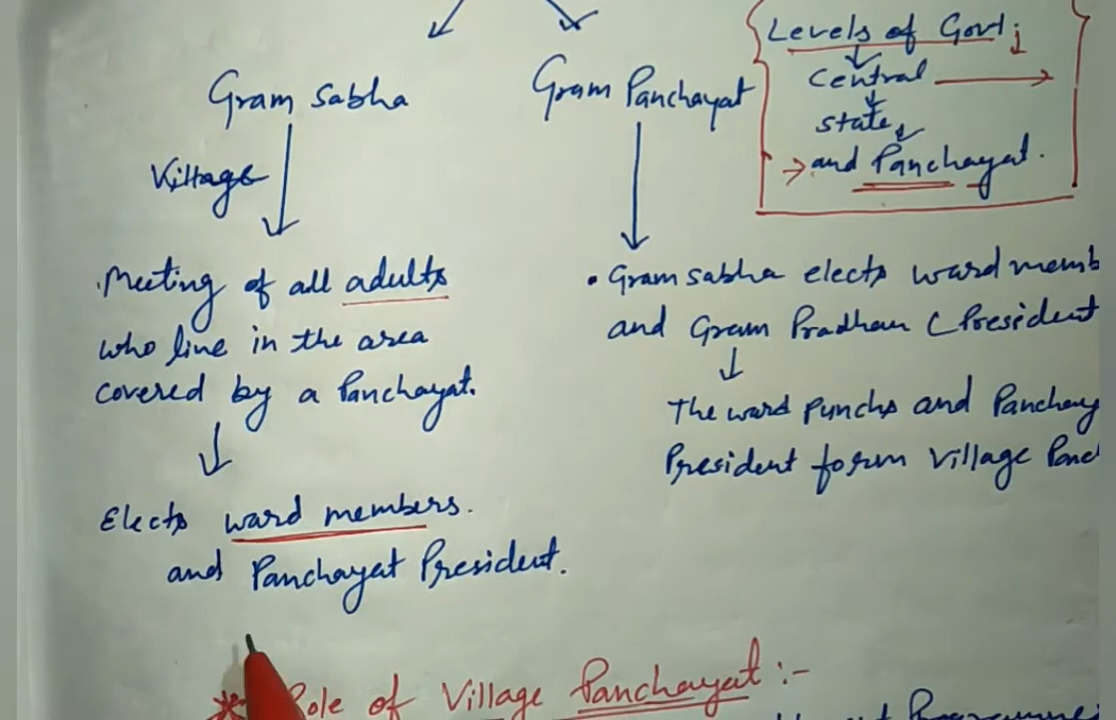 Levels of Govt;
Central
state,
and Panchayat.
Gram Sabha
Gram Panchayat
Village
.Meeting of all adults
who line in the area
covered by a Panchayat.
Elects ward members.
and Panchayat President.
• Gram sabha elects ward memb
and Gram Pradhan (President
The ward punchs and Panchay
President form Village Panc
* Role of Village Panchayat :-